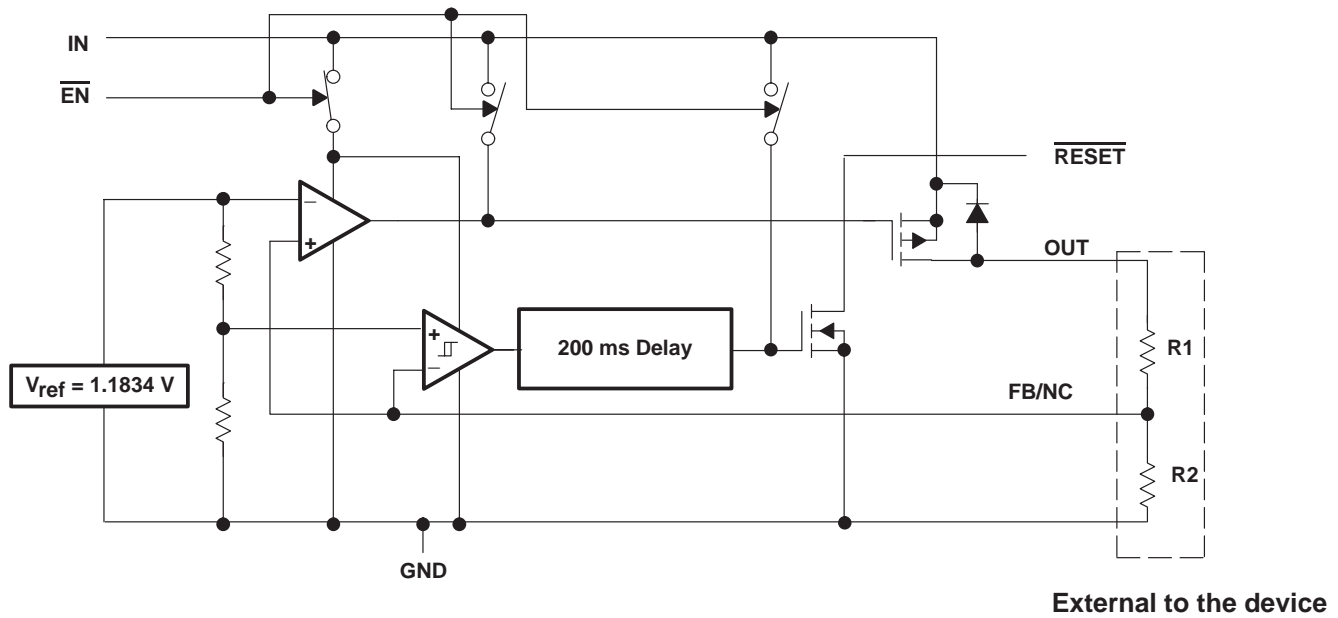 IN
EN
RESET
OUT
−
+
+
−
200 ms Delay
R1
Vref = 1.1834 V
FB/NC
R2
GND
External to the device